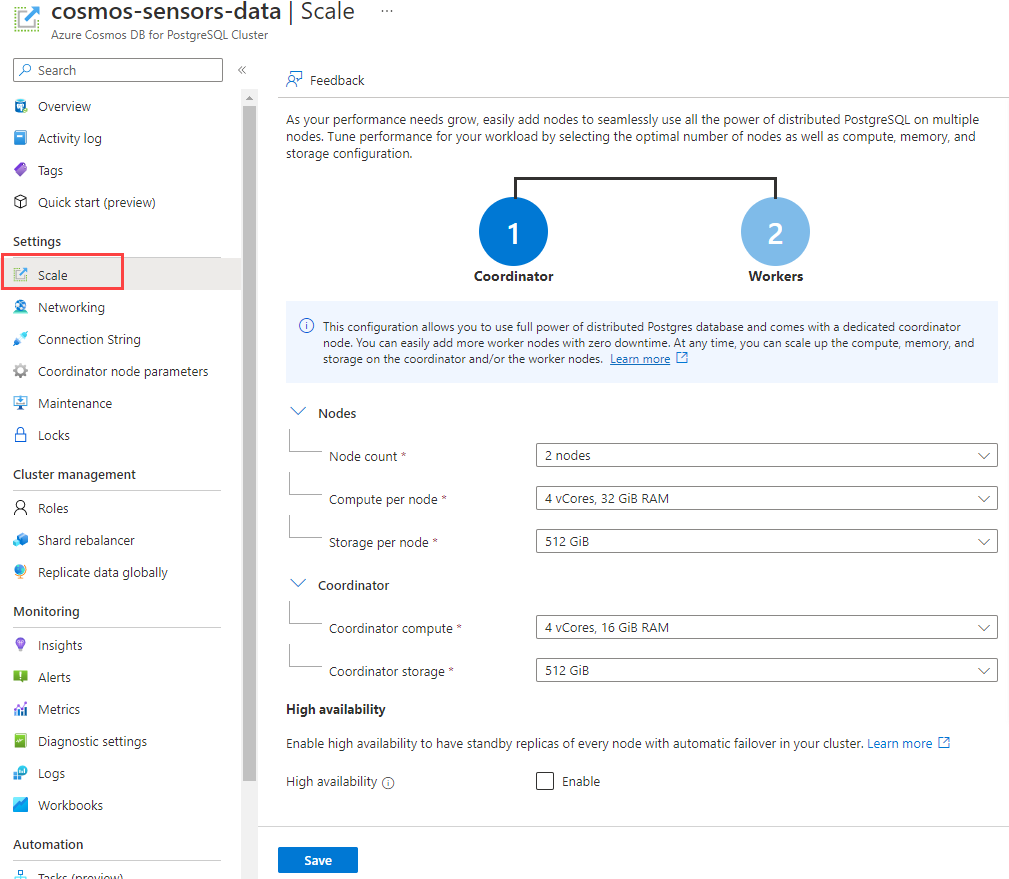 cosmos-sensors-data | Scale ...
Azure Cosmos DB for PostgreSQL Cluster
Search
«
Overview
Activity log
Tags
Quick start (preview)
Settings
Scale
Networking
Connection String
Coordinator node parameters
Maintenance
Locks
Cluster management
Roles
Shard rebalancer
Replicate data globally
Monitoring
Insights
Alerts
Metrics
Diagnostic settings
Logs
Workbooks
Automation
Tasks (preview)
Feedback
As your performance needs grow, easily add nodes to seamlessly use all the power of distributed PostgreSQL on multiple
nodes. Tune performance for your workload by selecting the optimal number of nodes as well as compute, memory, and
storage configuration.
1
Coordinator
2
Workers
This configuration allows you to use full power of distributed Postgres database and comes with a dedicated coordinator
node. You can easily add more worker nodes with zero downtime. At any time, you can scale up the compute, memory, and
storage on the coordinator and/or the worker nodes. Learn more
Nodes
Node count * 2 nodes
Compute per node * 4 vCores, 32 GiB RAM
Storage per node * 512 GiB
Coordinator
Coordinator compute * 4 vCores, 16 GiB RAM
Coordinator storage * 512 GiB
High availability
Enable high availability to have standby replicas of every node with automatic failover in your cluster. Learn more
High availability Enable
Save